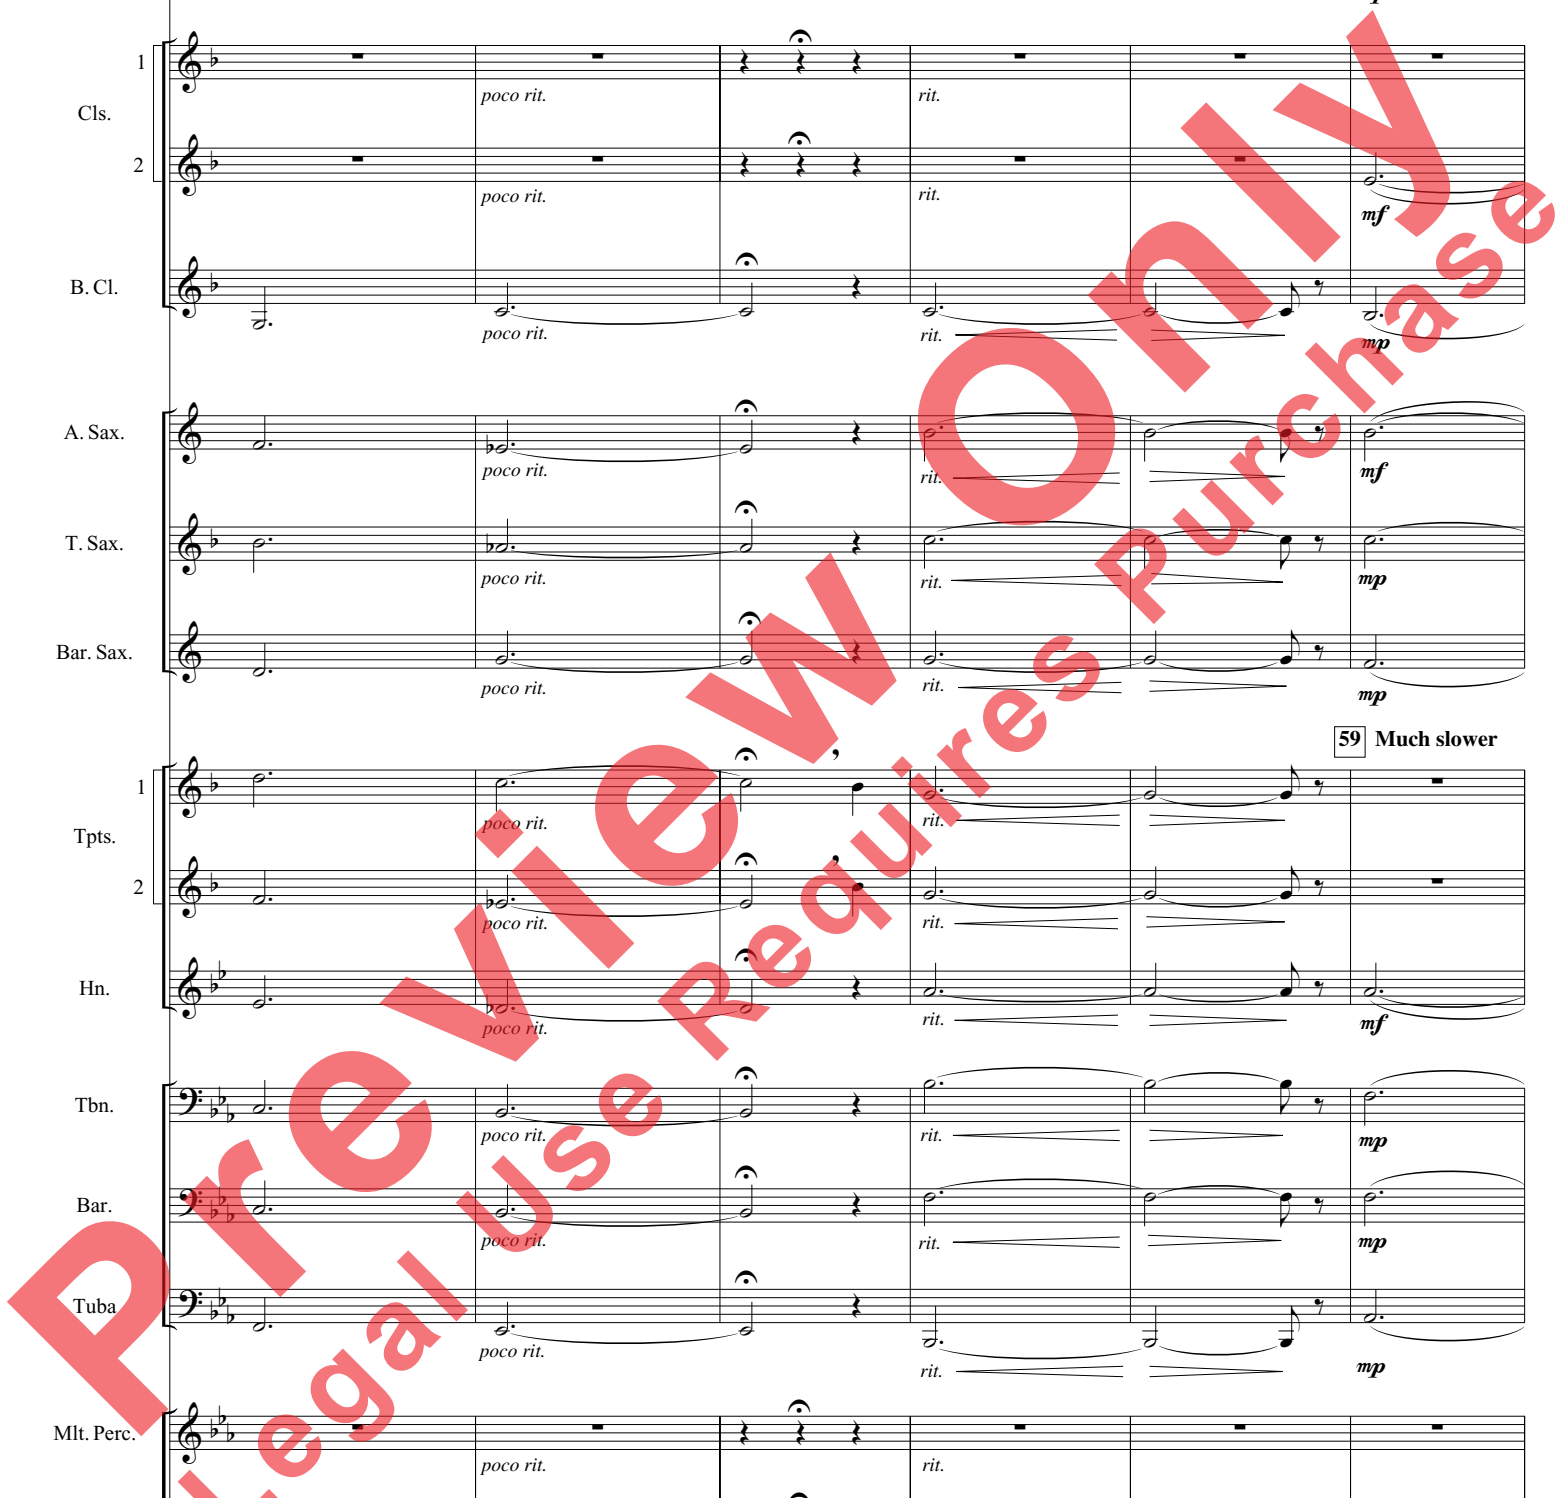 1
poco rit.
rit.
Cls.
2
poco rit.
rit.
mf
B. Cl.
poco rit.
rit.
mp
A. Sax.
poco rit.
rit.
mf
T. Sax.
poco rit.
rit.
mp
Bar. Sax.
poco rit.
rit.
mp
59 Much slower
1
poco rit.
rit.
Tpts.
2
poco rit.
rit.
Hn.
poco rit.
rit.
mf
Tbn.
poco rit.
rit.
mp
Bar.
poco rit.
rit.
mp
Tuba
poco rit.
rit.
mp
Mlt. Perc.
poco rit.
rit.
Preview Only
Legal Use Requires Purchase